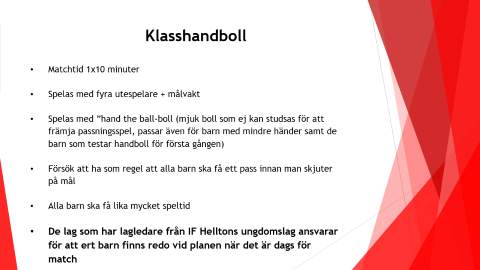 Klasshandboll
• Matchtid 1x10 minuter
• Spelas med fyra utespelare + målvakt
• Spelas med "hand the ball-boll (mjuk boll som ej kan studsas för att
främja passningsspel, passar även för barn med mindre händer samt de
barn som testar handboll för första gången)
• Försök att ha som regel att alla barn ska få ett pass innan man skjuter
på mål
• Alla barn ska få lika mycket speltid
• De lag som har lagledare från IF Helltons ungdomslag ansvarar
för att ert barn finns redo vid planen när det är dags för
match